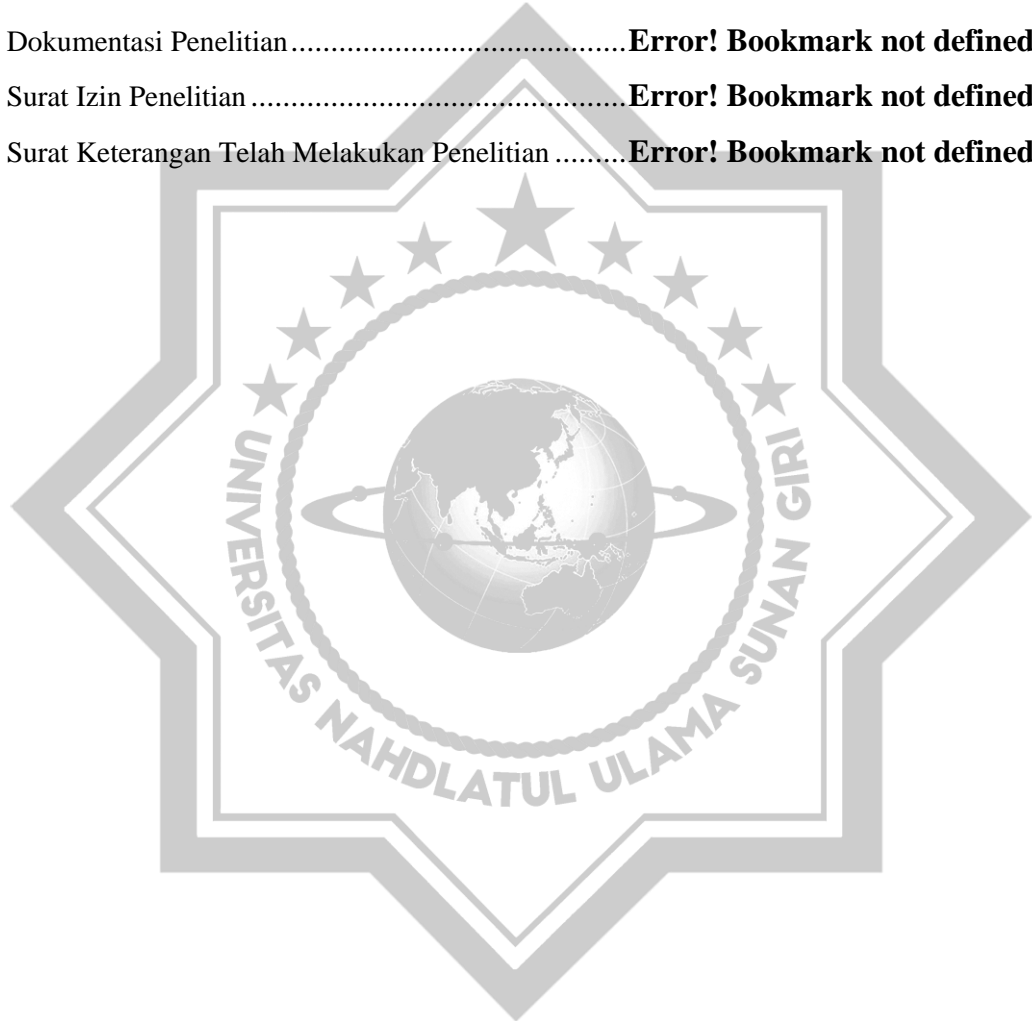 Dokumentasi Penelitian.......................................Error! Bookmark not defined
Surat Izin Penelitian ............................................Error! Bookmark not defined
Surat Keterangan Telah Melakukan Penelitian .........Error! Bookmark not defined
UNIVERSITAS NAHDLATUL ULAMA SUNAN GIRI